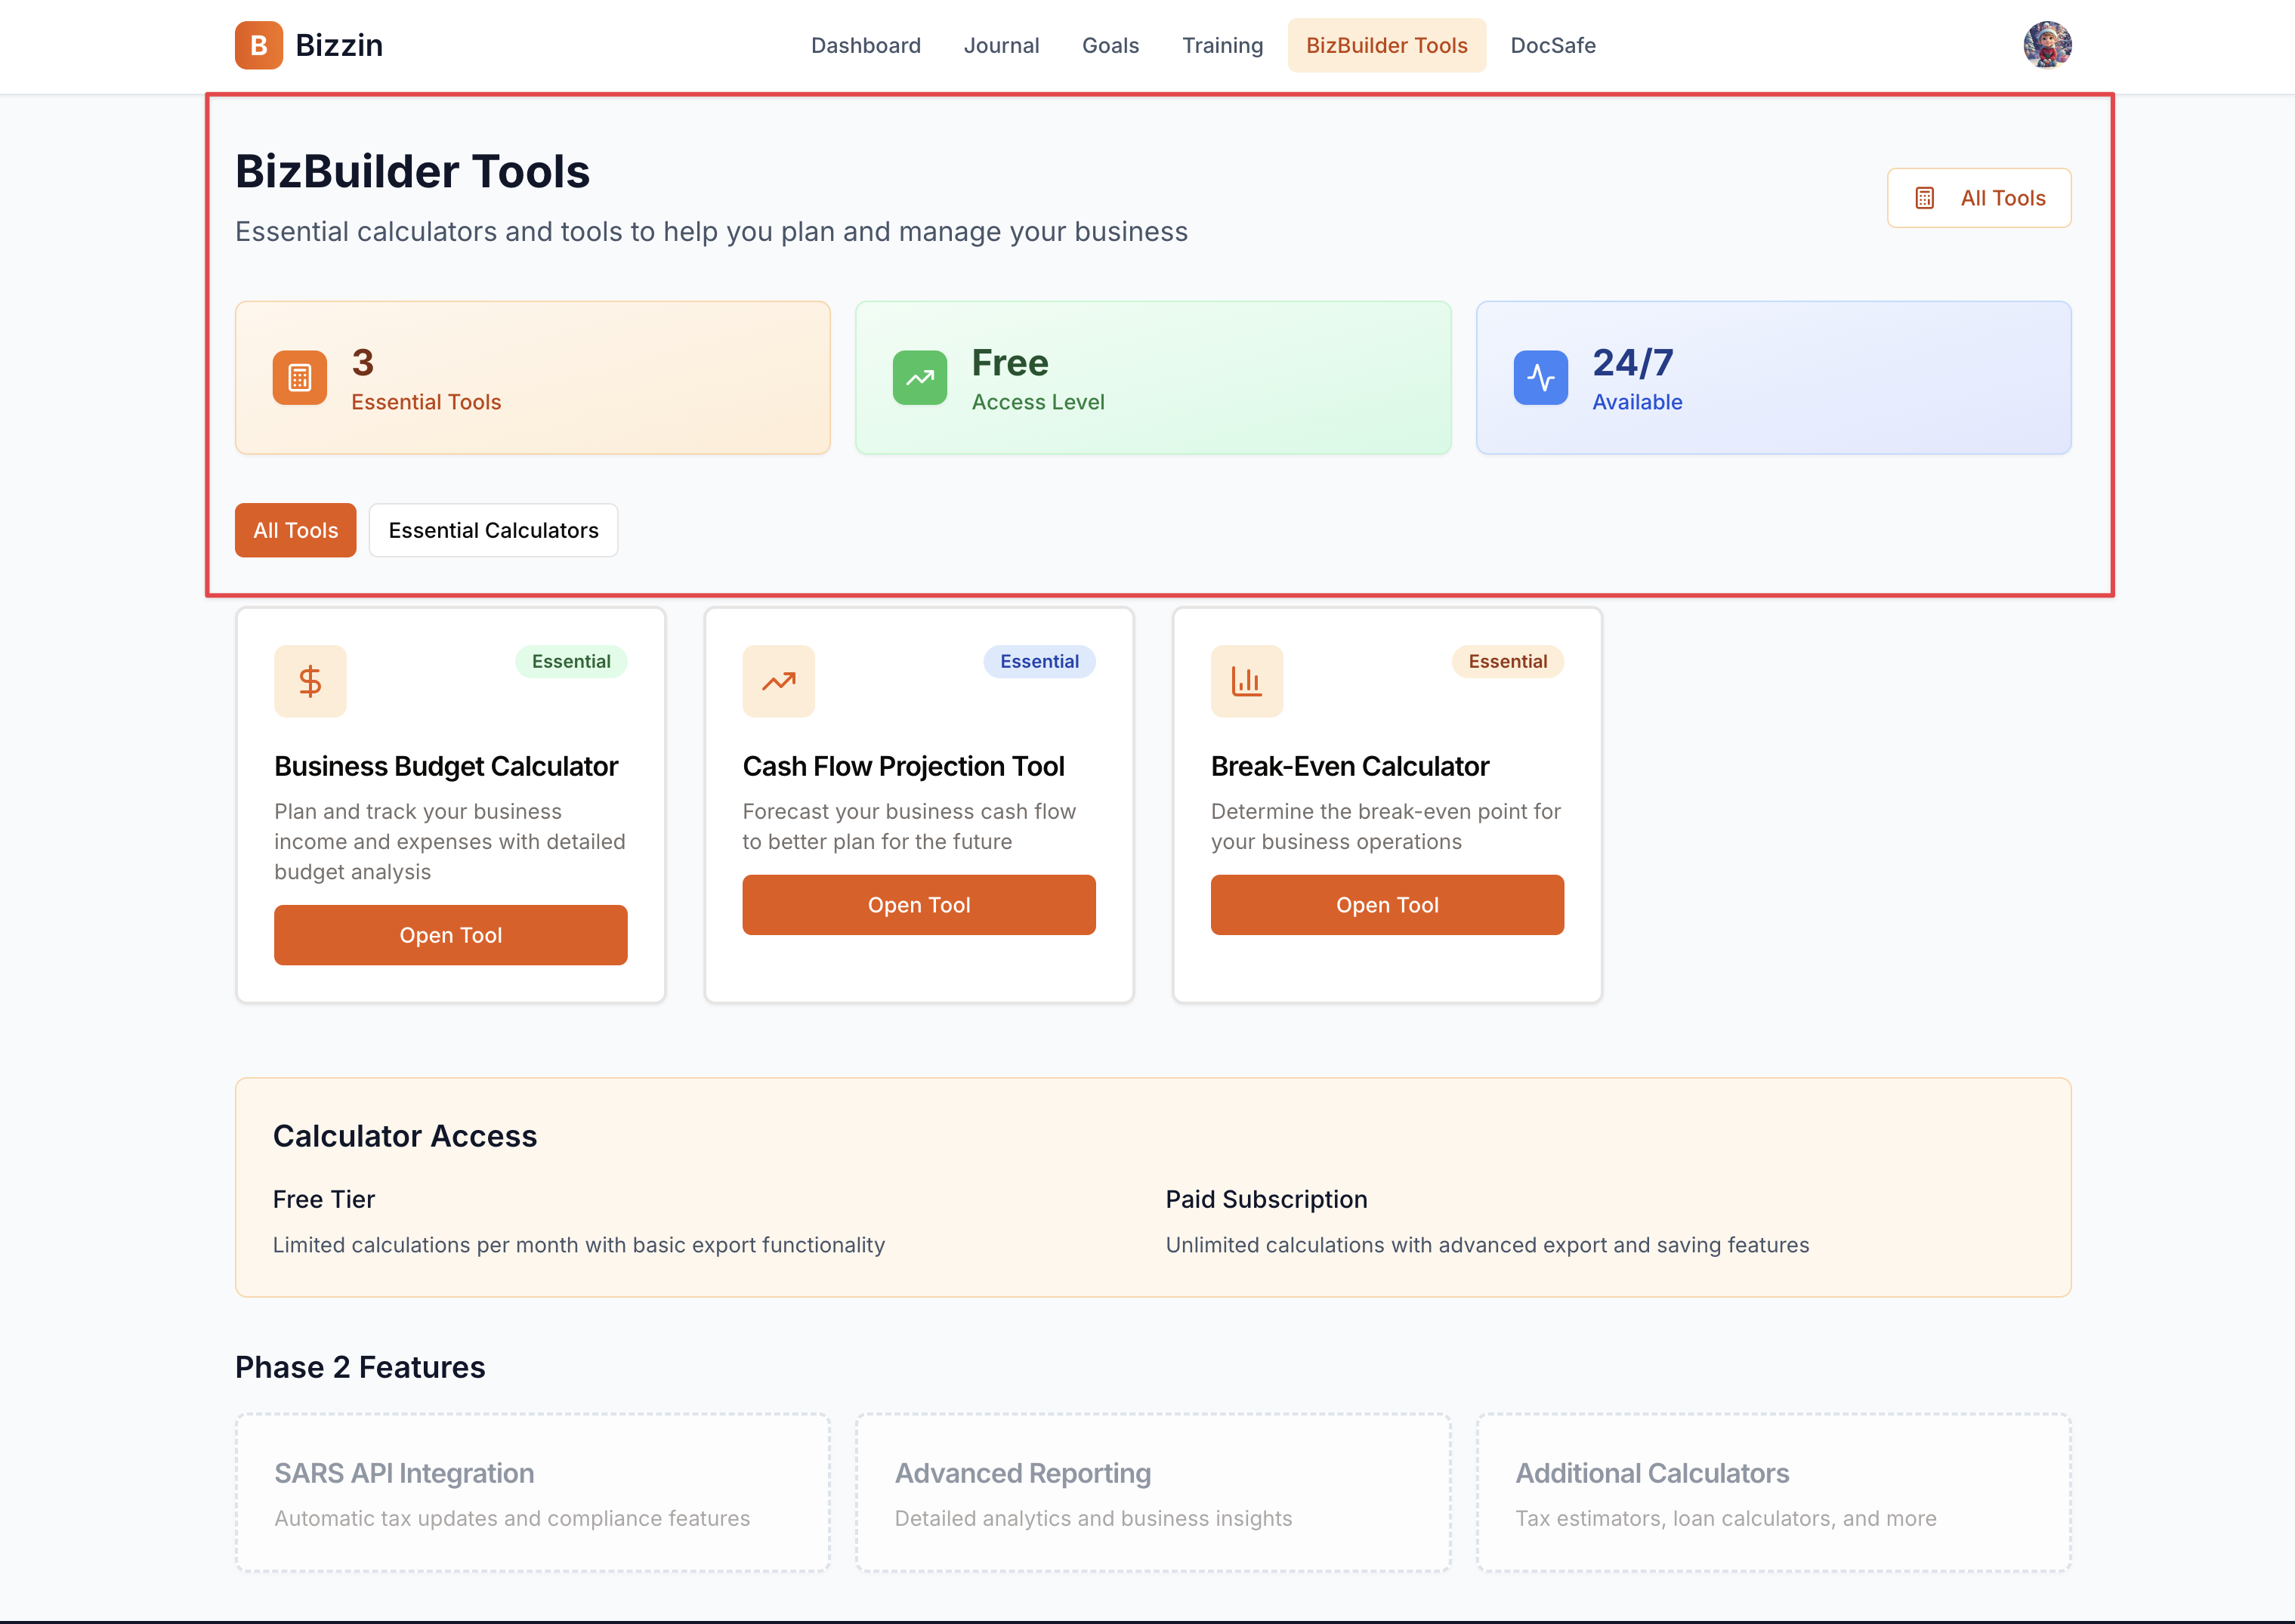 B Bizzin
Dashboard Journal Goals Training BizBuilder Tools DocSafe
BizBuilder Tools
Essential calculators and tools to help you plan and manage your business
All Tools
3
Essential Tools
Free
Access Level
24/7
Available
All Tools Essential Calculators
Essential
Business Budget Calculator
Plan and track your business
income and expenses with detailed
budget analysis
Open Tool
Essential
Cash Flow Projection Tool
Forecast your business cash flow
to better plan for the future
Open Tool
Essential
Break-Even Calculator
Determine the break-even point for
your business operations
Open Tool
Calculator Access
Free Tier
Limited calculations per month with basic export functionality
Paid Subscription
Unlimited calculations with advanced export and saving features
Phase 2 Features
SARS API Integration
Automatic tax updates and compliance features
Advanced Reporting
Detailed analytics and business insights
Additional Calculators
Tax estimators, loan calculators, and more